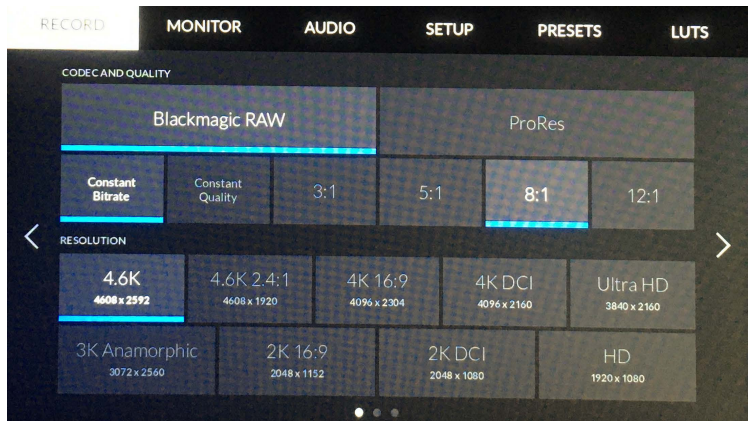 RECORD MONITOR AUDIO SETUP PRESETS LUTS
CODEC AND QUALITY
Blackmagic RAW ProRes
Constant Bitrate Constant Quality 3:1 5:1 8:1 12:1
RESOLUTION
4.6K 4.6K 2.4:1 4K 16:9 4K DCI Ultra HD
4608 x 2592 4608 x 1920 4096 x 2304 4096 x 2160 3840 x 2160
3K Anamorphic 2K 16:9 2K DCI HD
3072 x 2560 2048 x 1152 2048 x 1080 1920 x 1080